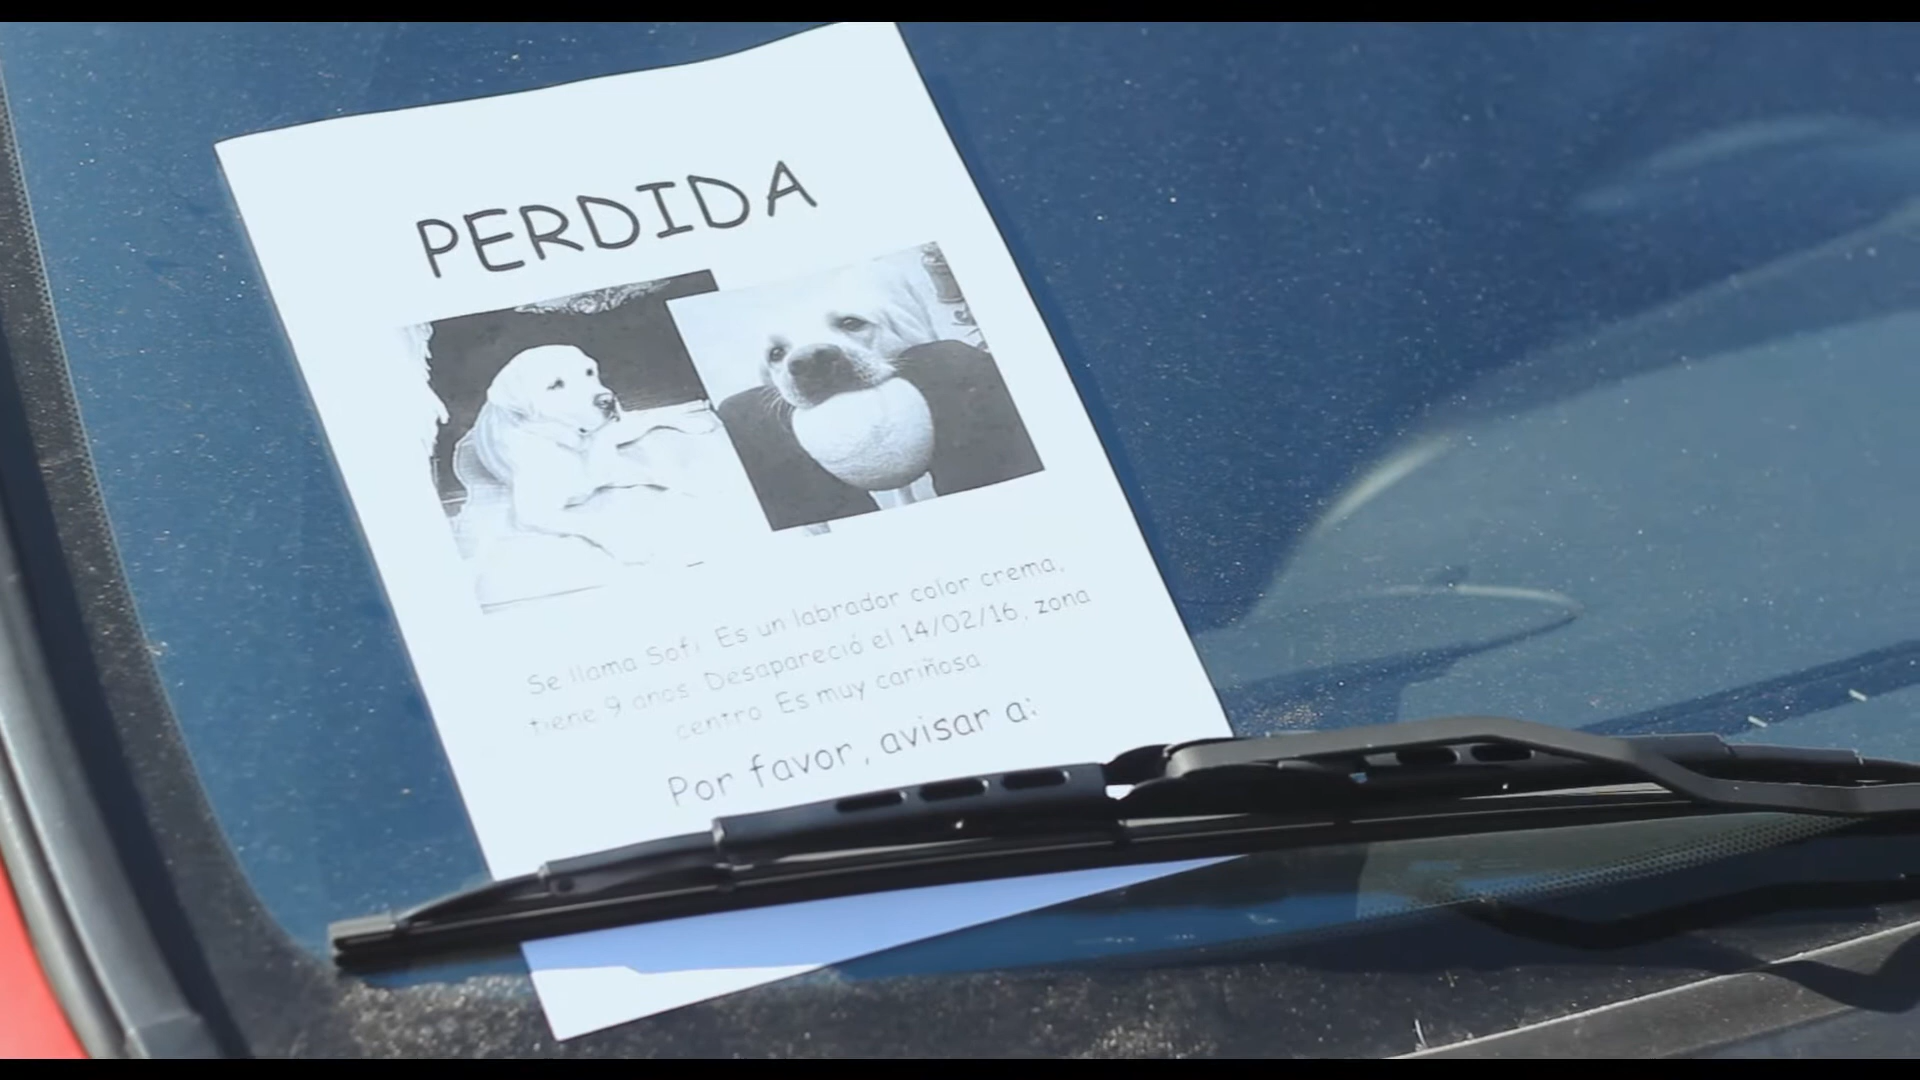 PERDIDA
Se llama Sofi. Es un labrador color crema,
tiene 9 anos. Desapareció el 14/02/16, zona
centro. Es muy cariñosa
Por favor, avisar a: